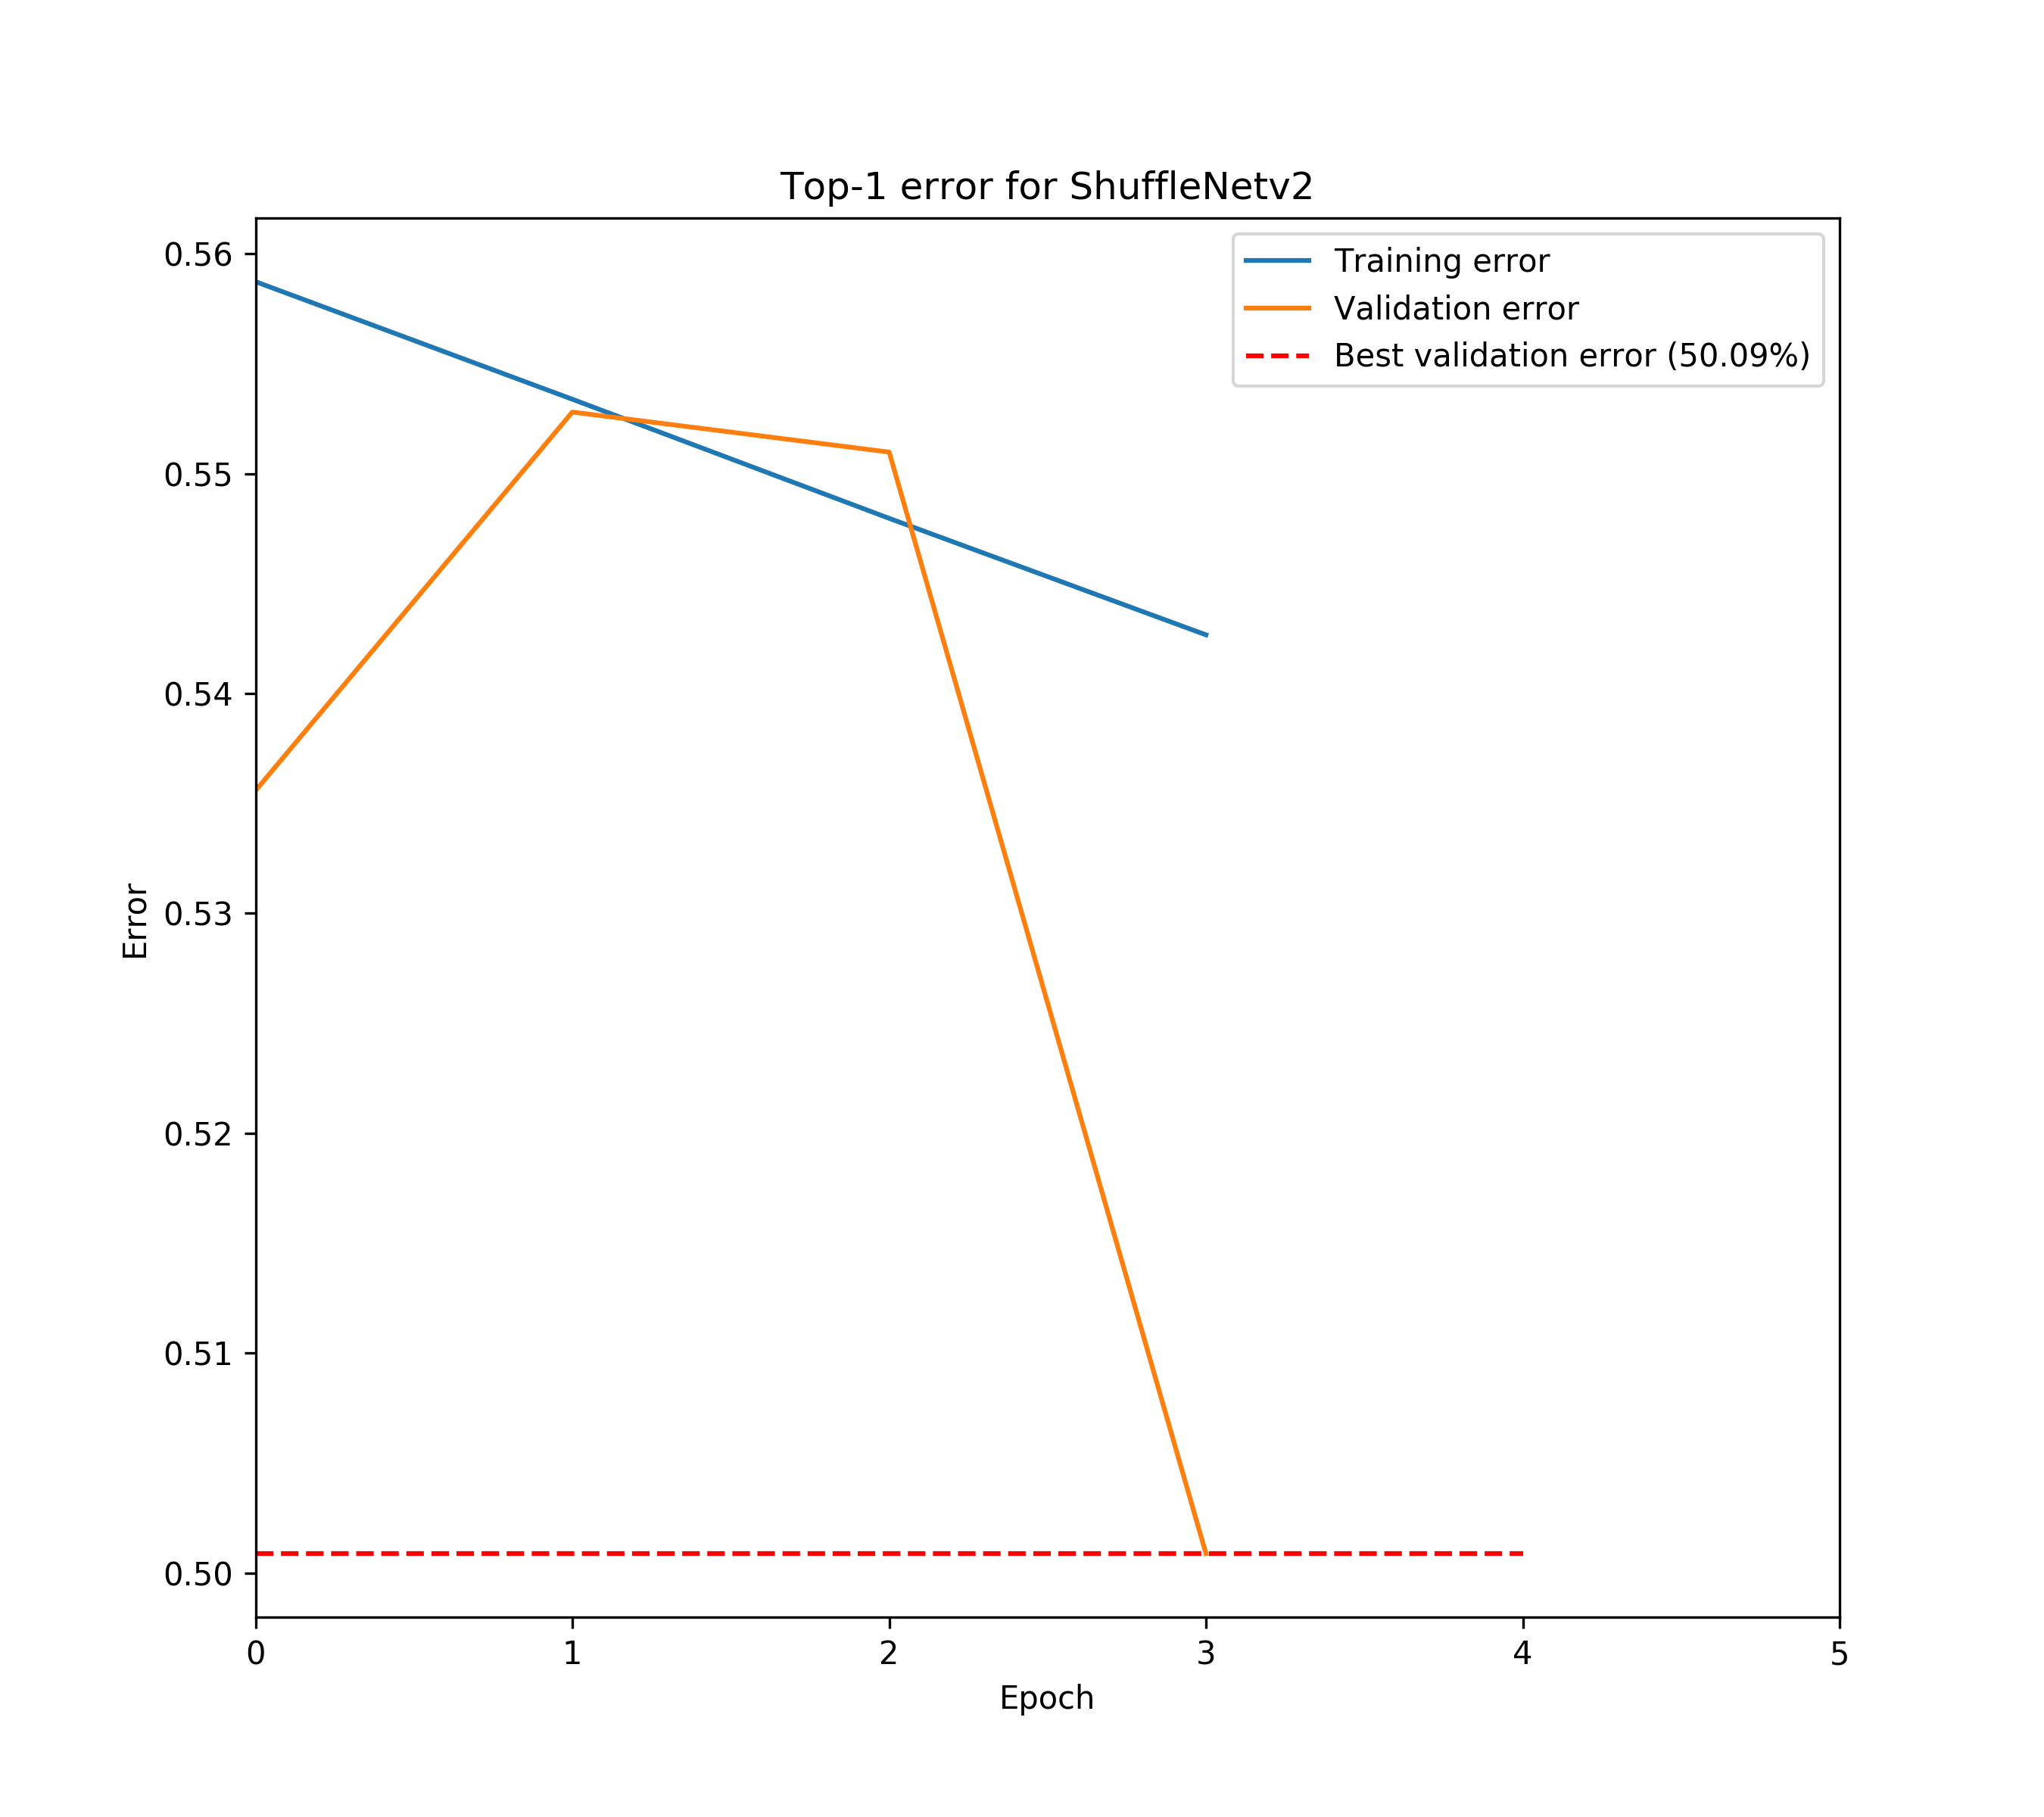 Top-1 error for ShuffleNetv2
Training error
Validation error
Best validation error (50.09%)
0.56
0.55
0.54
0.53
0.52
0.51
0.50
Error
0 1 2 3 4 5
Epoch